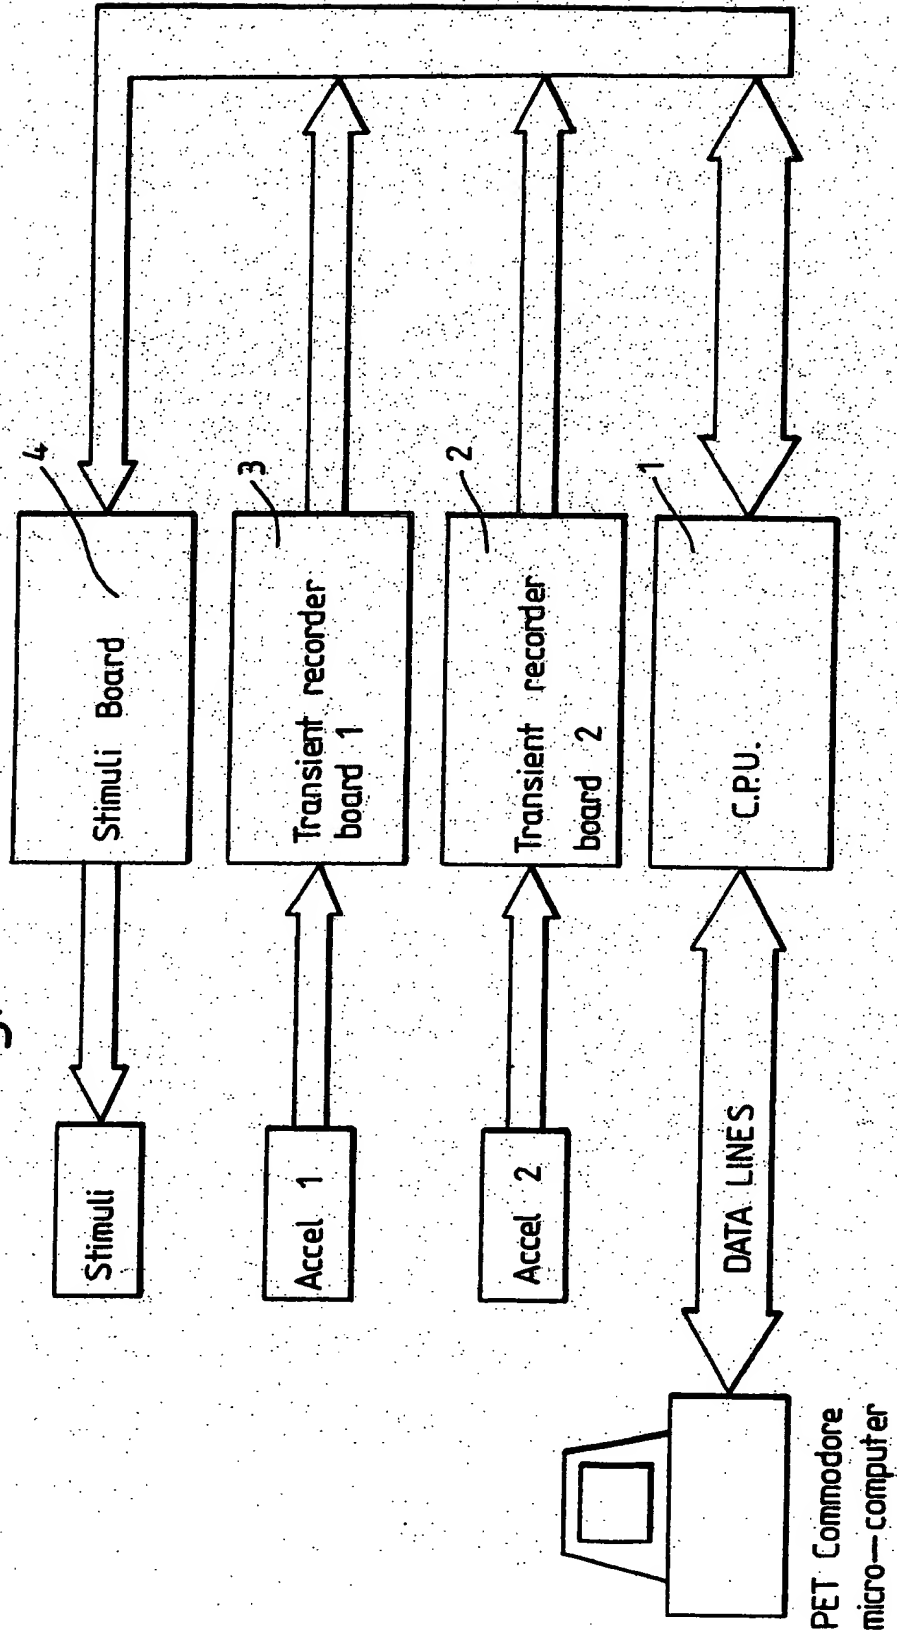 Stimuli
Stimuli Board
4
Accel 1
Transient recorder
board 1
3
Accel 2
Transient recorder
board 2
2
DATA LINES
C.P.U.
1
PET Commodore
micro—computer